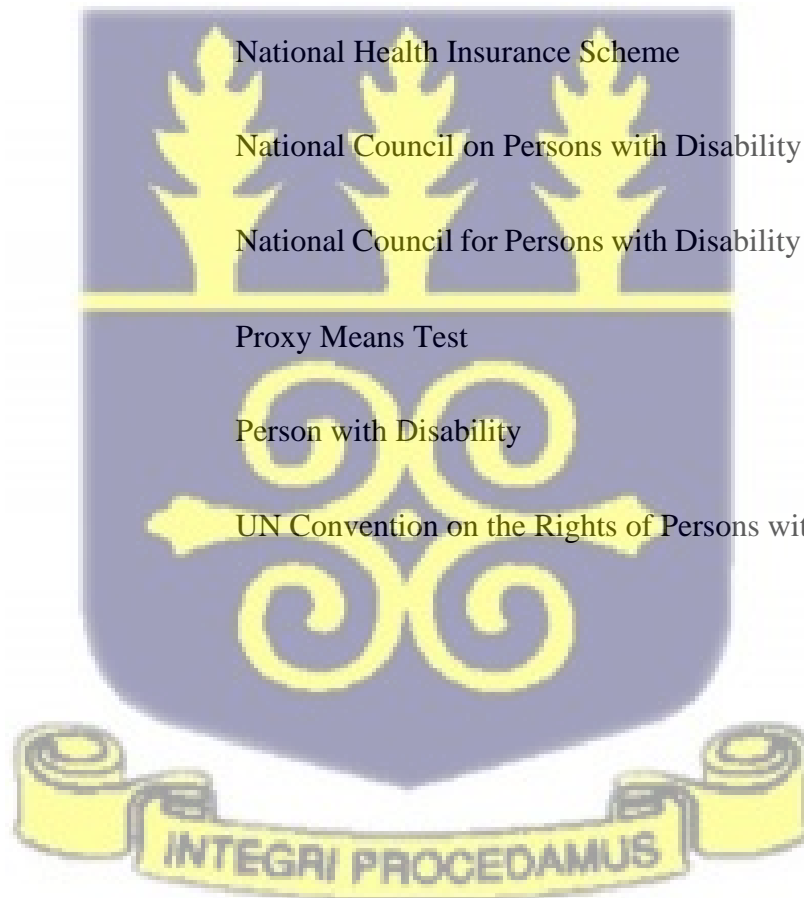 National Health Insurance Scheme
National Council on Persons with Disability
National Council for Persons with Disability
Proxy Means Test
Person with Disability
UN Convention on the Rights of Persons wit
INTEGRI PROCEDAMUS